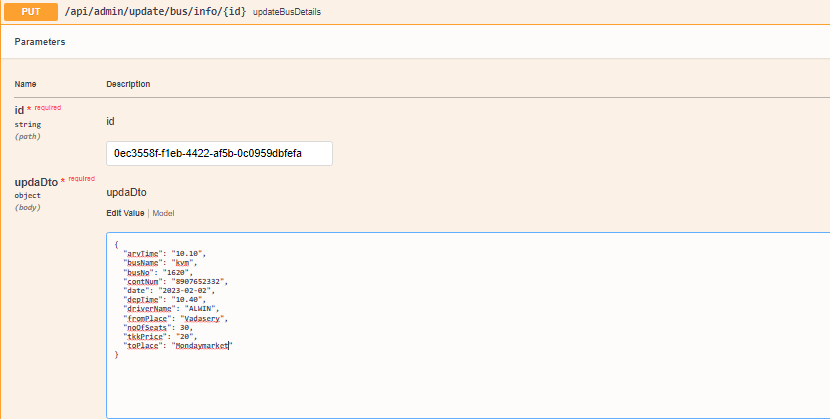 PUT /api/admin/update/bus/info/{id} updateBusDetails
Parameters
Name Description
id * required
string
(path)
id
0ec3558f-f1eb-4422-af5b-0c0959dbfefa
updaDto * required
object
(body)
updaDto
Edit Value | Model
{
"arvTime": "10.10",
"busName": "kvm",
"busNo": "1620",
"contNum": "8907652332",
"date": "2023-02-02",
"depTime": "10.40",
"driverName": "ALWIN",
"fromPlace": "Vadasery",
"noOfSeats": 30,
"tkkPrice": "20",
"toPlace": "Mondaymarket"
}